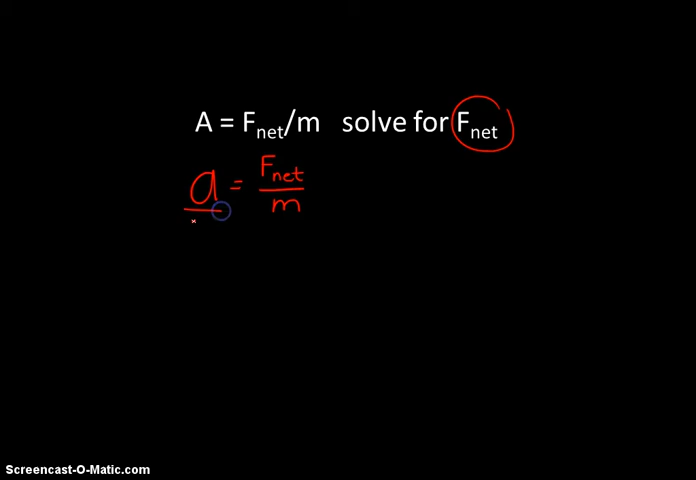 A = Fnet/m solve for Fnet
a = Fnet/m
Screencast-O-Matic.com